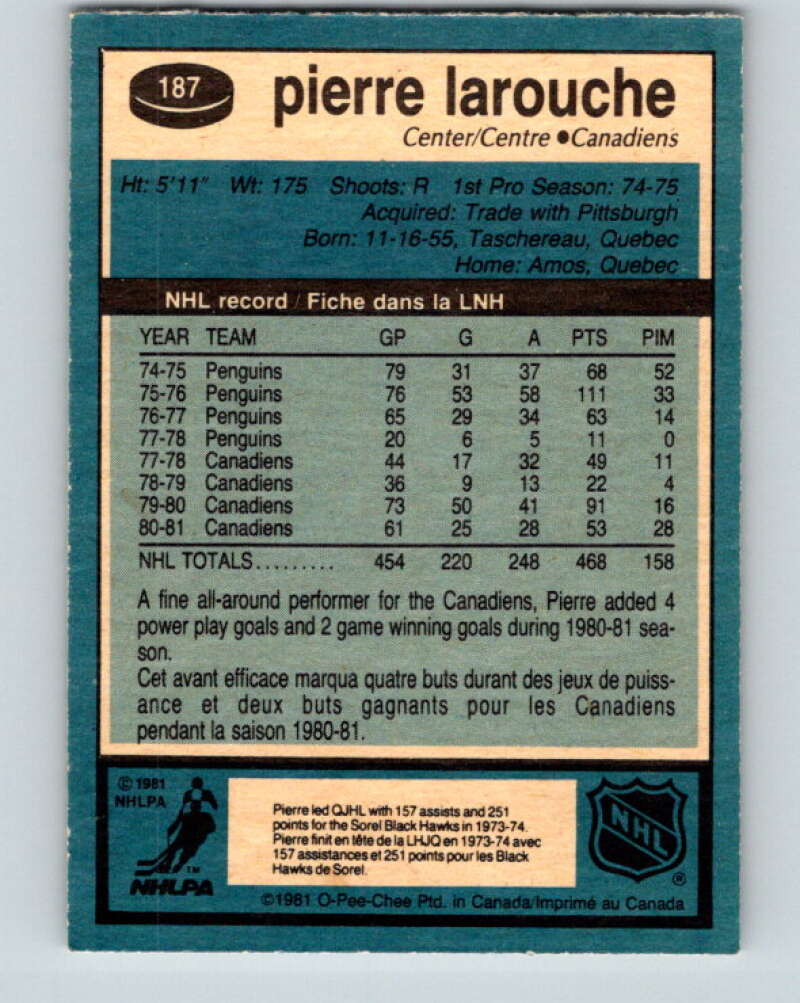 187
pierre larouche
Center/Centre ●Canadiens
Ht: 5'11" Wt: 175 Shoots: R 1st Pro Season: 74-75
Acquired: Trade with Pittsburgh
Born: 11-16-55, Taschereau, Quebec
Home: Amos, Quebec
NHL record / Fiche dans la LNH
YEAR TEAM GP G A PTS PIM
74-75 Penguins 79 31 37 68 52
75-76 Penguins 76 53 58 111 33
76-77 Penguins 65 29 34 63 14
77-78 Penguins 20 6 5 11 0
77-78 Canadiens 44 17 32 49 11
78-79 Canadiens 36 9 13 22 4
79-80 Canadiens 73 50 41 91 16
80-81 Canadiens 61 25 28 53 28
NHL TOTALS......... 454 220 248 468 158
A fine all-around performer for the Canadiens, Pierre added 4
power play goals and 2 game winning goals during 1980-81 sea-
son.
Cet avant efficace marqua quatre buts durant des jeux de puiss-
ance et deux buts gagnants pour les Canadiens
pendant la saison 1980-81.
© 1981
NHLPA
Pierre led QJHL with 157 assists and 251
points for the Sorel Black Hawks in 1973-74.
Pierre finit en tête de la LHJQ en 1973-74 avec
157 assistances et 251 points pour les Black
Hawks de Sorel.
TM
NHLPA
NHL
®
©1981 O-Pee-Chee Ptd. in Canada/Imprimé au Canada